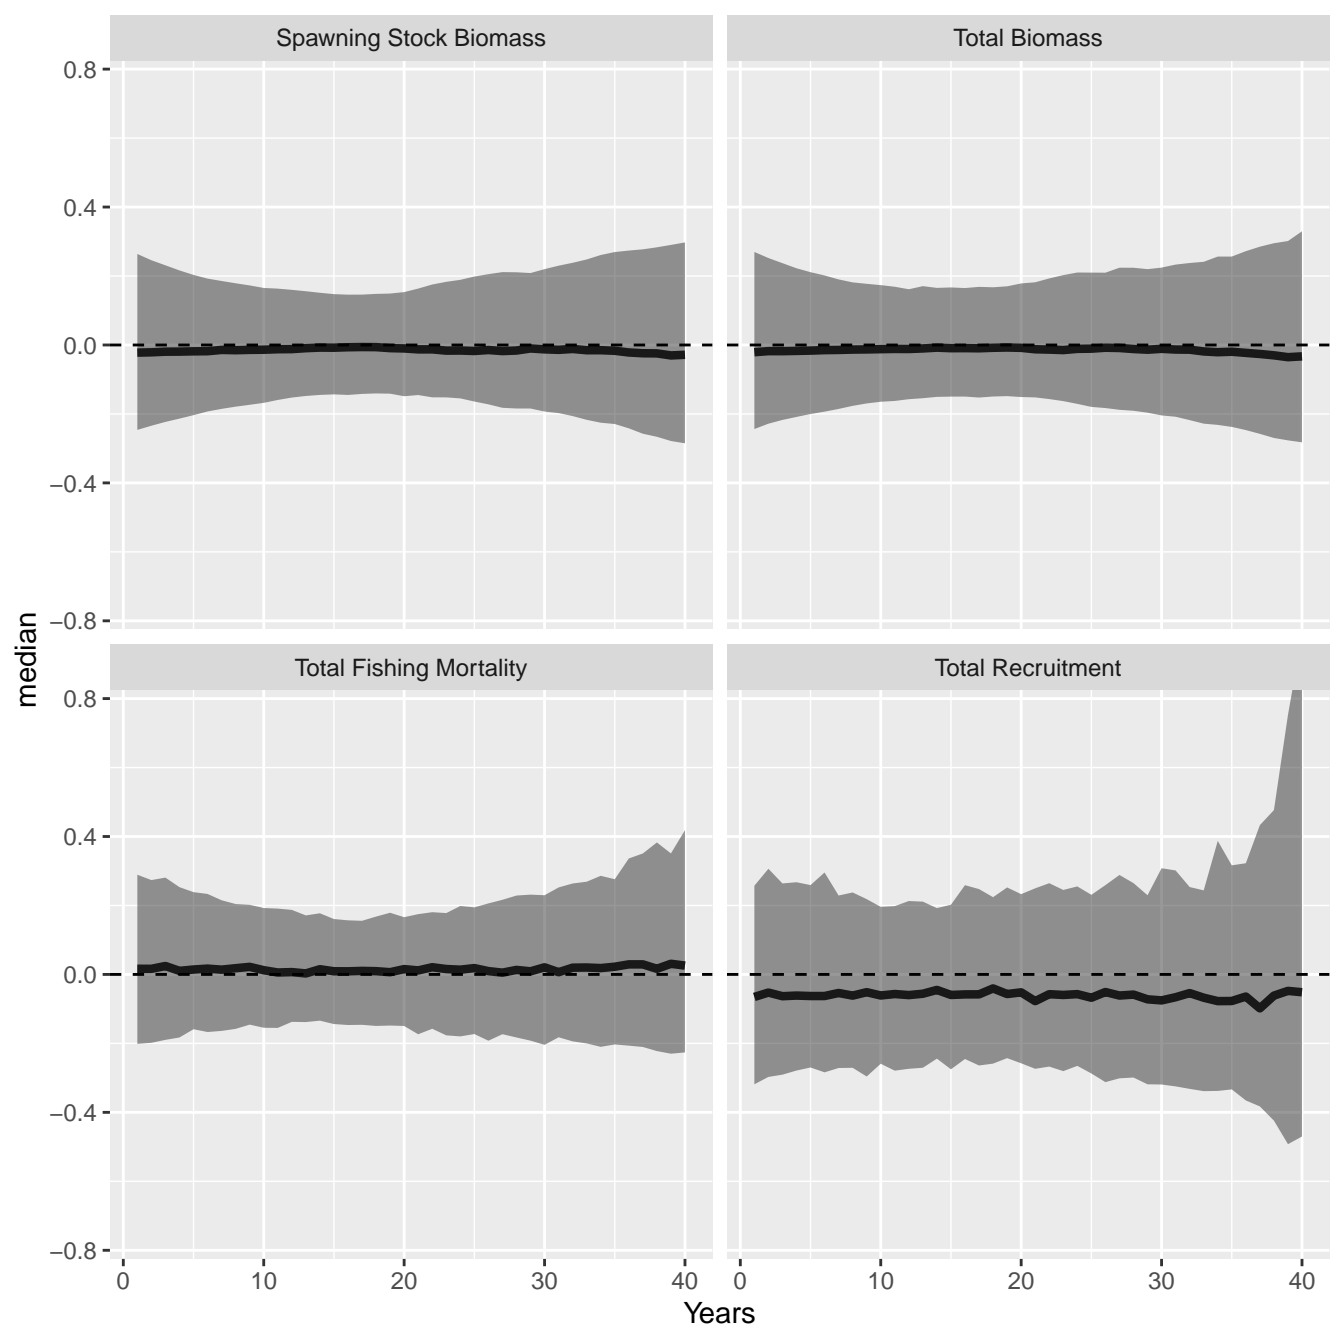 Spawning Stock Biomass
Total Biomass
0.8
0.4
0.0
−0.4
−0.8
median
Total Fishing Mortality
Total Recruitment
0.8
0.4
0.0
−0.4
−0.8
0 10 20 30 40
0 10 20 30 40
Years